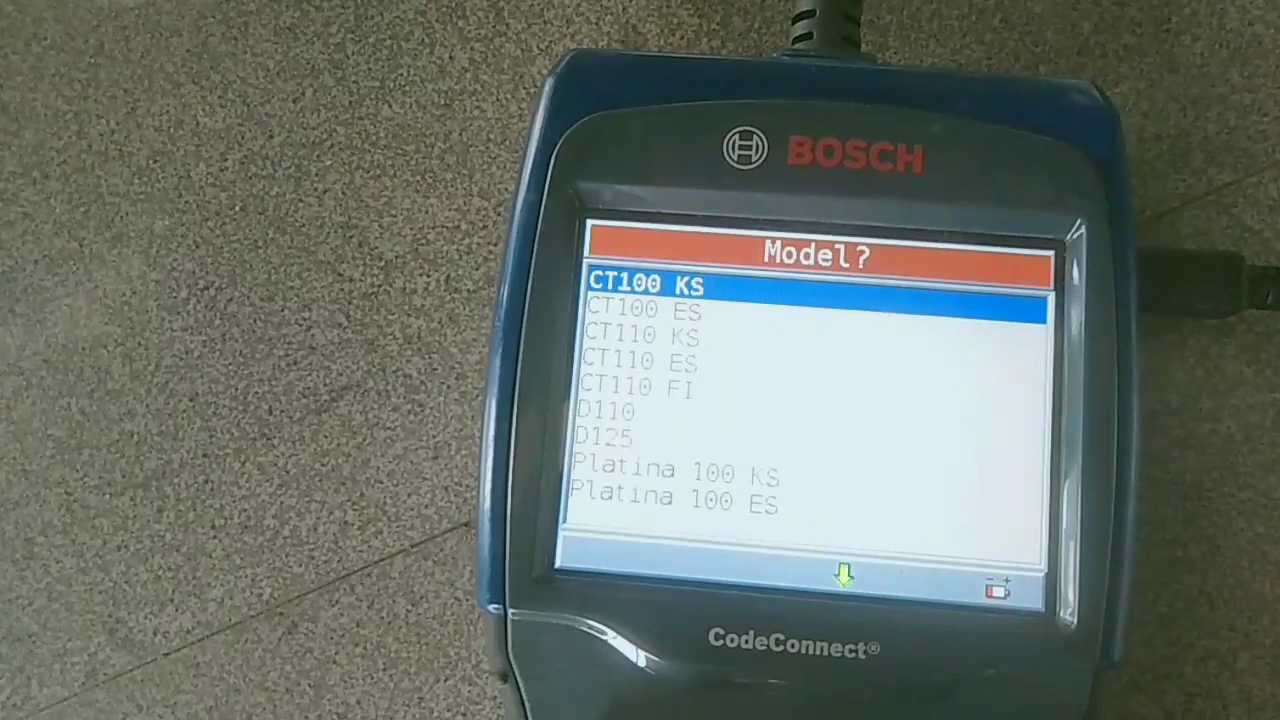 BOSCH
Model?
CT100 KS
CT100 ES
CT110 KS
CT110 ES
CT110 FI
D110
D125
Platina 100 KS
Platina 100 ES
CodeConnect®